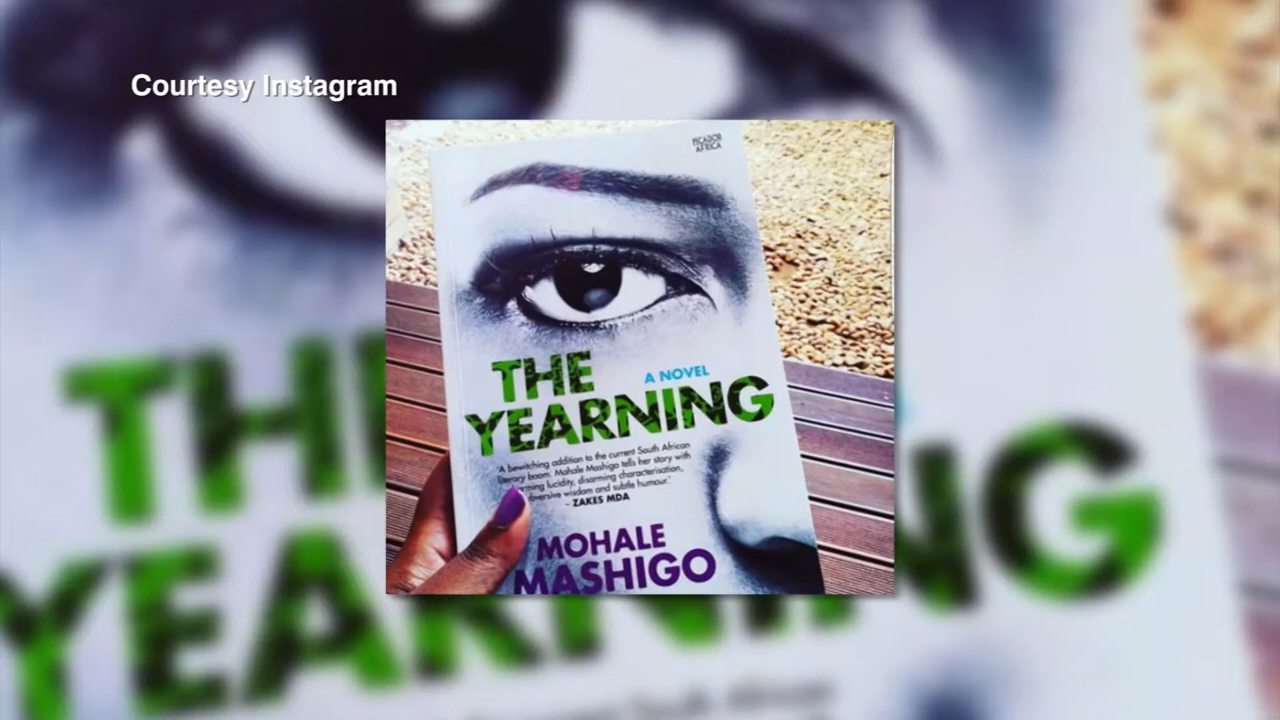 Courtesy Instagram
PICADOR
AFRICA
THE
A NOVEL
YEARNING
'A bewitching addition to the current South African
literary boom. Mohale Mashigo tells her story with
lucidity, disarming characterisation,
wisdom and subtle humour.'
- ZAKES MDA
MOHALE
MASHIGO